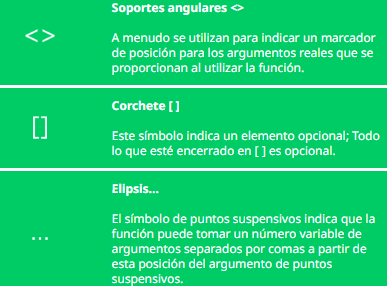 Soportes angulares <>
<>
A menudo se utilizan para indicar un marcador
de posición para los argumentos reales que se
proporcionan al utilizar la función.
Corchete [ ]
[]
Este símbolo indica un elemento opcional; Todo
lo que esté encerrado en [ ] es opcional.
Elipsis...
...
El símbolo de puntos suspensivos indica que la
función puede tomar un número variable de
argumentos separados por comas a partir de
esta posición del argumento de puntos
suspensivos.